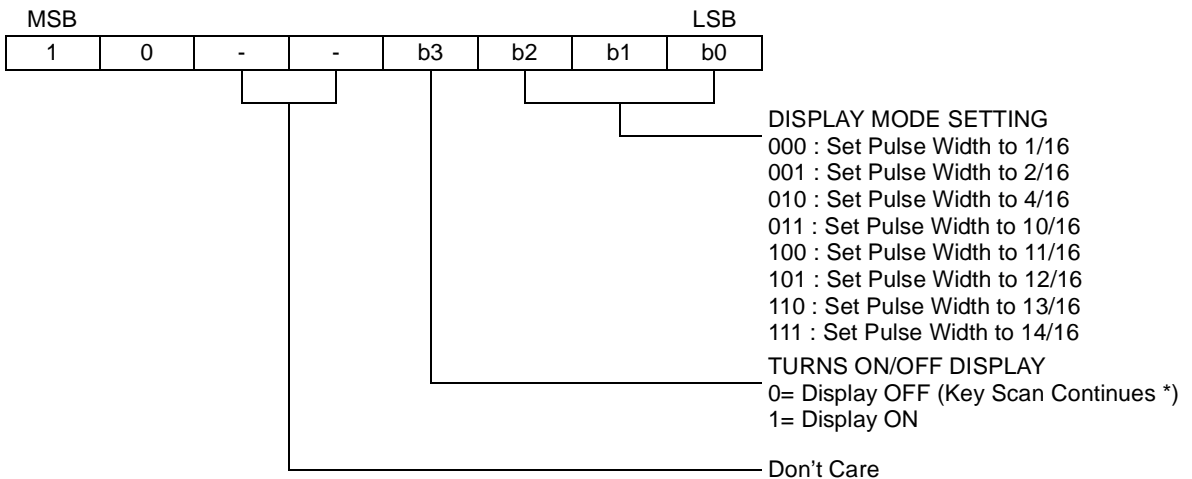 MSB LSB
1 0 - - b3 b2 b1 b0
DISPLAY MODE SETTING
000 : Set Pulse Width to 1/16
001 : Set Pulse Width to 2/16
010 : Set Pulse Width to 4/16
011 : Set Pulse Width to 10/16
100 : Set Pulse Width to 11/16
101 : Set Pulse Width to 12/16
110 : Set Pulse Width to 13/16
111 : Set Pulse Width to 14/16
TURNS ON/OFF DISPLAY
0= Display OFF (Key Scan Continues *)
1= Display ON
Don't Care